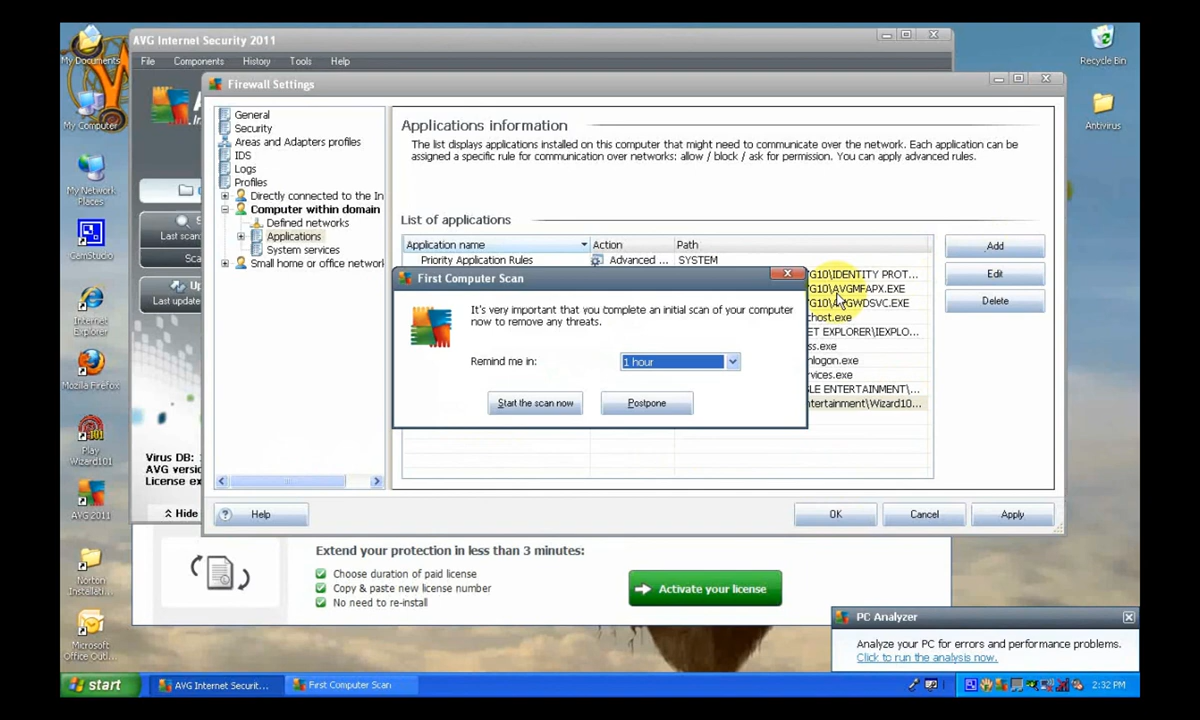 AVG Internet Security 2011
File Components History Tools Help
Firewall Settings
General
Security
Areas and Adapters profiles
IDS
Logs
Profiles
Directly connected to the In
Computer within domain
Defined networks
Applications
System services
Small home or office network
Applications information
The list displays applications installed on this computer that might need to communicate over the network. Each application can be
assigned a specific rule for communication over networks: allow / block / ask for permission. You can apply advanced rules.
List of applications
Application name Action Path
Priority Application Rules Advanced ... SYSTEM
G10\IDENTITY PROT...
G10\AVGMFAPX.EXE
G10\AVGWDSVC.EXE
chost.exe
ET EXPLORER\IEXPLO...
ss.exe
nlogon.exe
rvices.exe
LE ENTERTAINMENT\...
ntertainment\Wizard10...
Add
Edit
Delete
First Computer Scan
It's very important that you complete an initial scan of your computer
now to remove any threats.
Remind me in: 1 hour
Start the scan now Postpone
Help OK Cancel Apply
Last scan
Sca
Up
Last update
Virus DB:
AVG versio
License ex
Hide
Extend your protection in less than 3 minutes:
Choose duration of paid license
Copy & paste new license number
No need to re-install
Activate your license
PC Analyzer
Analyze your PC for errors and performance problems.
Click to run the analysis now.
My Documents
My Computer
My Network
Places
CamStudio
Internet
Explorer
Mozilla Firefox
Play
Wizard101
AVG 2011
Norton
Installati...
Microsoft
Office Outl...
Recycle Bin
Antivirus
start AVG Internet Securit... First Computer Scan 2:32 PM